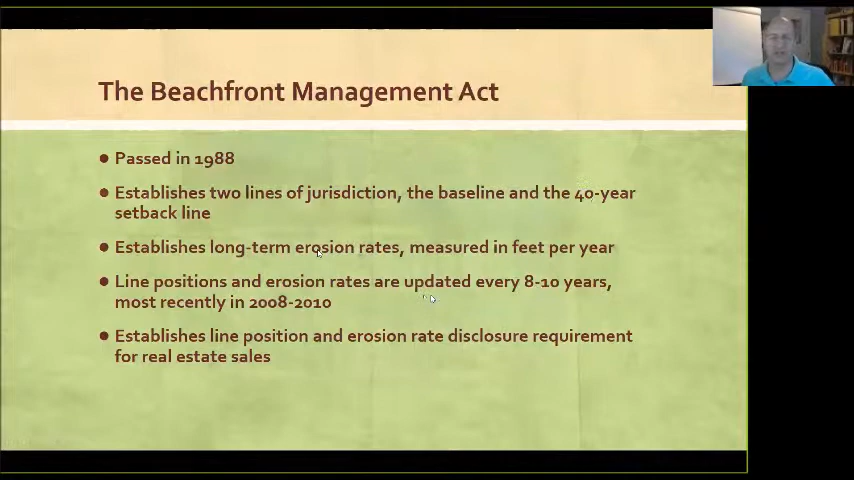 The Beachfront Management Act
● Passed in 1988
● Establishes two lines of jurisdiction, the baseline and the 40-year
setback line
● Establishes long-term erosion rates, measured in feet per year
● Line positions and erosion rates are updated every 8-10 years,
most recently in 2008-2010
● Establishes line position and erosion rate disclosure requirement
for real estate sales